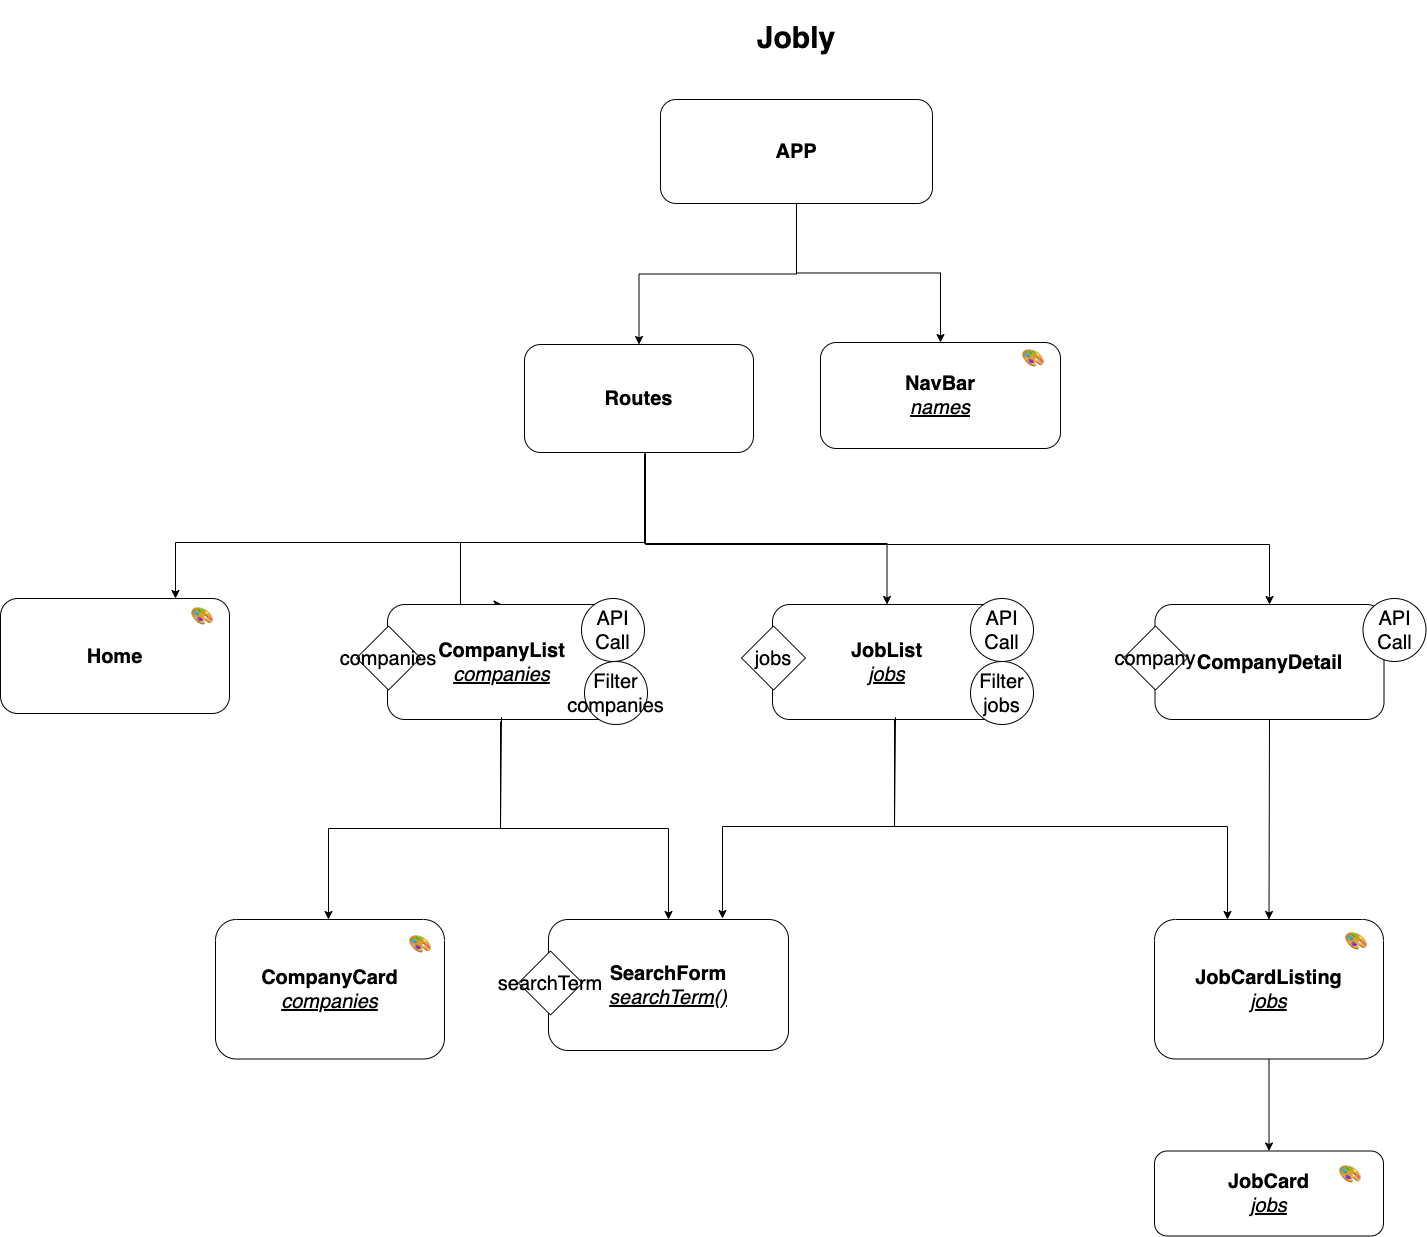 Jobly
APP
Routes
NavBar
names
Home
companies
CompanyList
companies
API
Call
Filter
companies
jobs
JobList
jobs
API
Call
Filter
jobs
company
CompanyDetail
API
Call
CompanyCard
companies
searchTerm
SearchForm
searchTerm()
JobCardListing
jobs
JobCard
jobs